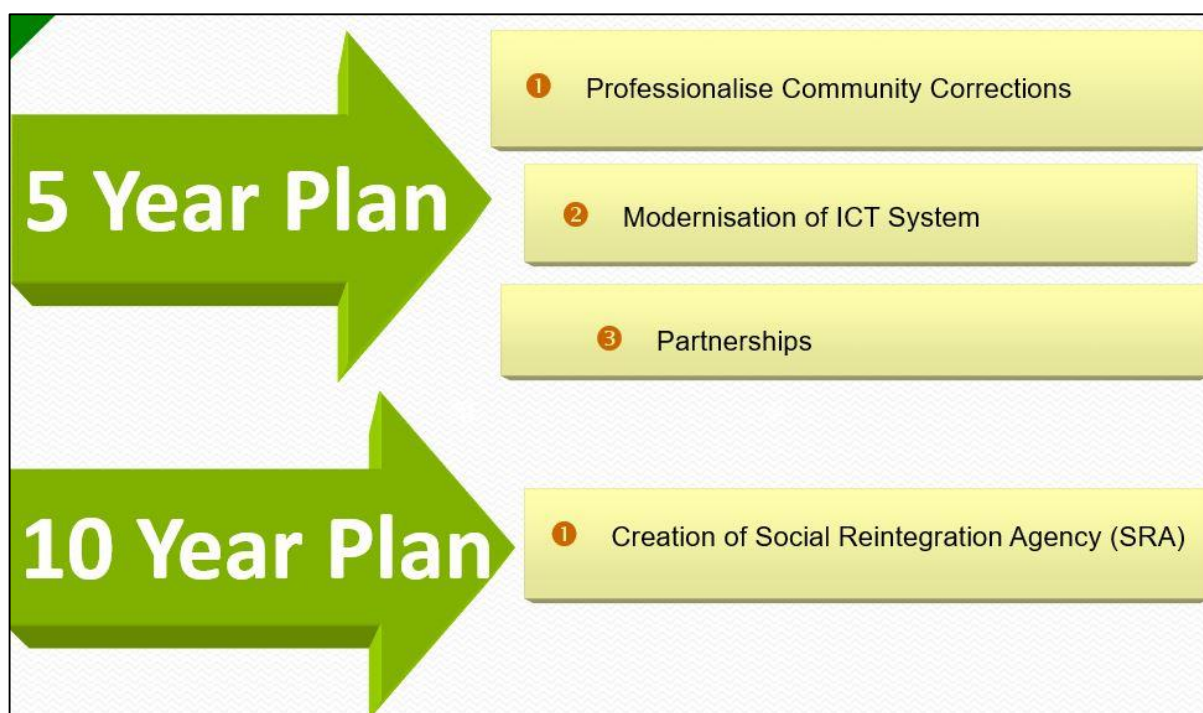 5 Year Plan
❶ Professionalise Community Corrections
❷ Modernisation of ICT System
❸ Partnerships
10 Year Plan
❶ Creation of Social Reintegration Agency (SRA)